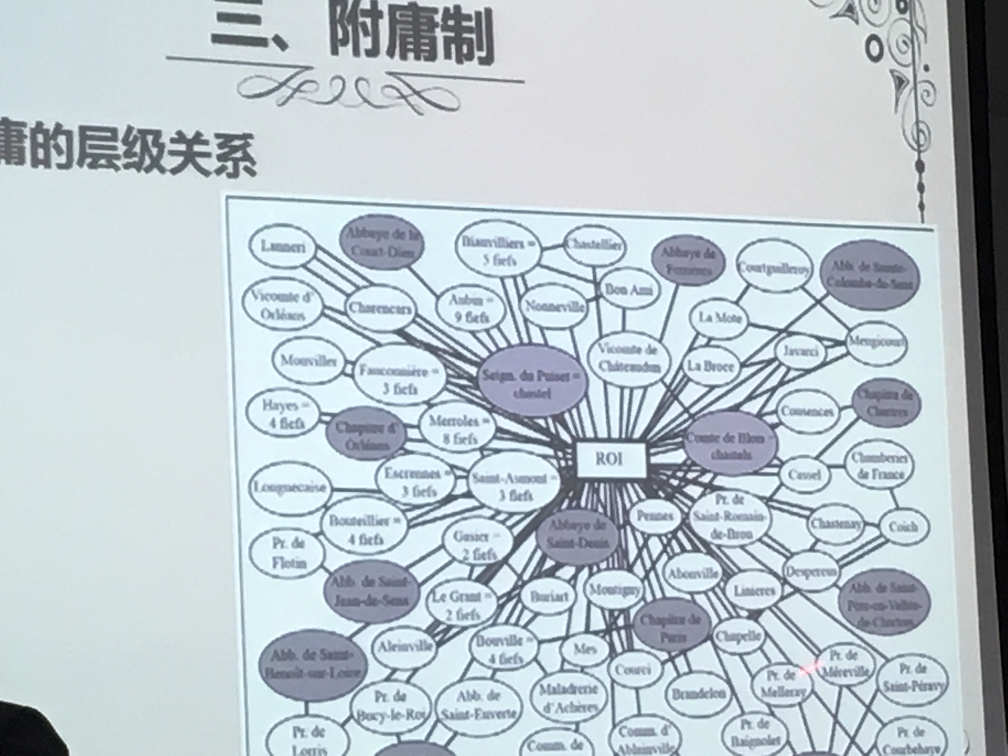 三、附庸制
庸的层级关系
Lanneri
Abbaye de la
Court-Dieu
Biauvilliers =
5 fiefs
Chastellier
Abbaye de
Ferrières
Courtguilleroy
Abb. de Sainte-
Colombe-de-Sens
Vicomte d'
Orléans
Charencars
Aubin =
9 fiefs
Nonneville
Bon Ami
La Mote
Mengicourt
Monviller
Fauconnière =
3 fiefs
Seign. du Puiset =
chastel
Vicomte de
Châteaudun
La Broce
Javarci
Hayes =
4 fiefs
Chapitre d'
Orléans
Merroles =
8 fiefs
ROI
Comte de Blois =
chastels
Consences
Chapitre de
Chartres
Longuecaise
Escrennes =
3 fiefs
Saint-Asmont =
3 fiefs
Cassel
Chamberier
de France
Bouteillier =
4 fiefs
Gasier =
2 fiefs
Abbaye de
Saint-Denis
Pennes
Pr. de
Saint-Romain-
de-Brou
Chastenay
Coich
Pr. de
Flotin
Abb. de Saint-
Jean-de-Sens
Le Grant =
2 fiefs
Buriart
Montigny
Abonville
Linieres
Despereus
Abb. de Saint-
Père-en-Vallée-
de-Chartres
Abb. de Saint-
Benoît-sur-Loire
Aleinville
Bouville =
4 fiefs
Mes
Chapitre de
Paris
Chapelle
Courci
Pr. de
Bucy-le-Roi
Abb. de
Saint-Euverte
Maladrerie
d'Achères
Brandelon
Pr. de
Melleray
Pr. de
Méreville
Pr. de
Saint-Péravy
Pr. de
Lorris
Comm. de
Comm. d'
Ablainville
Pr. de
Baignolet
Pr. de